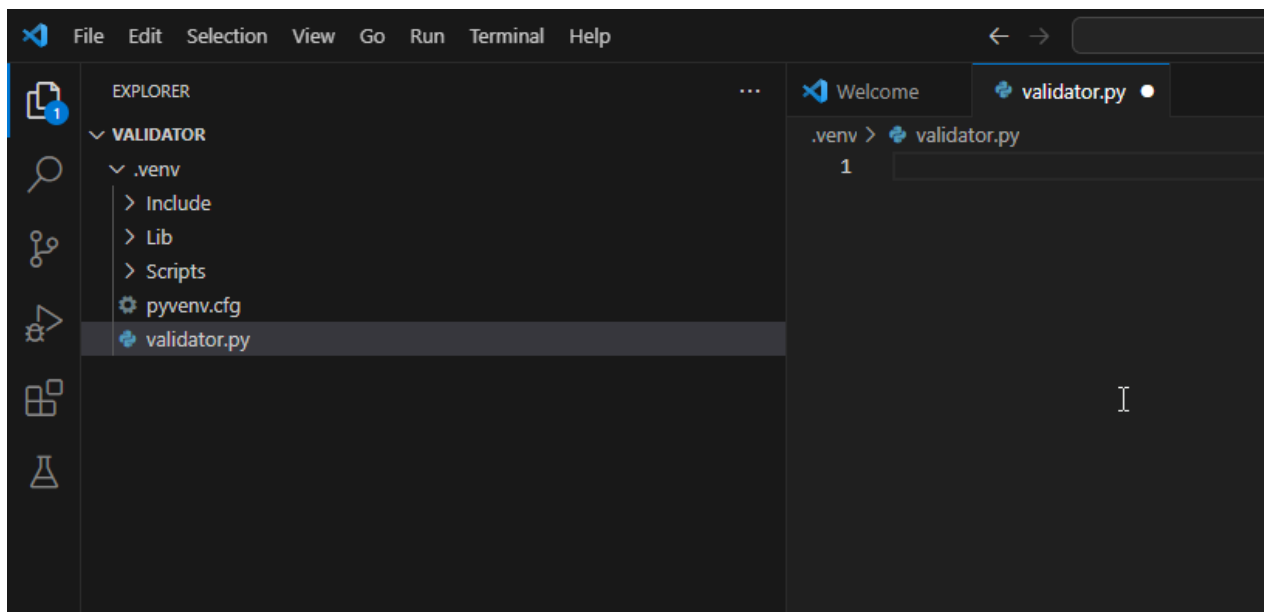 File Edit Selection View Go Run Terminal Help
EXPLORER
VALIDATOR
.venv
Include
Lib
Scripts
pyvenv.cfg
validator.py
1
Welcome
validator.py
.venv > validator.py
1